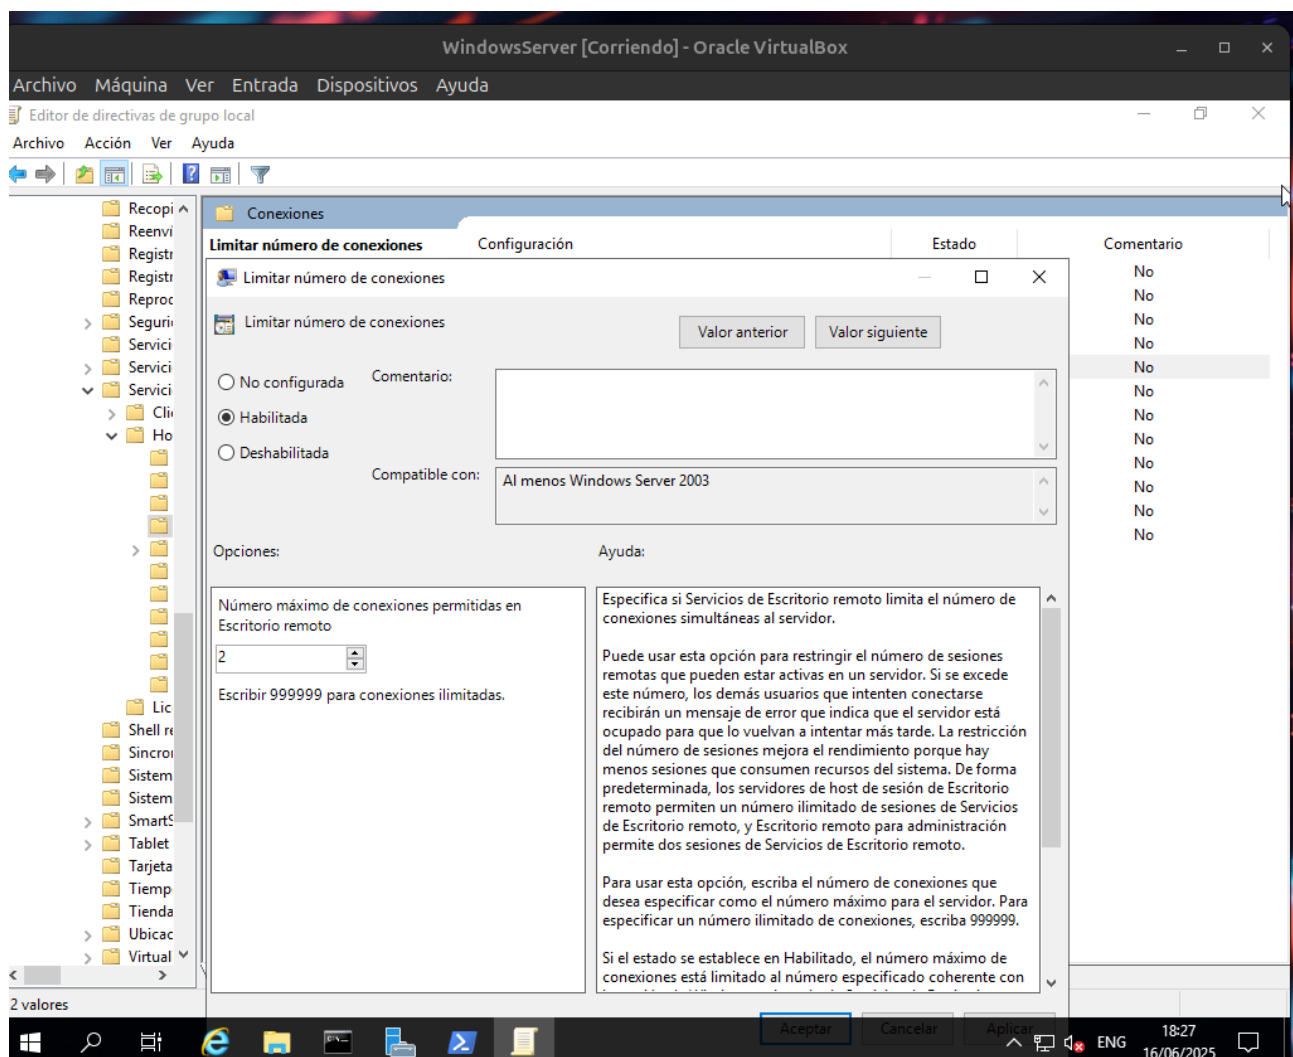 WindowsServer [Corriendo] - Oracle VirtualBox
Archivo Máquina Ver Entrada Dispositivos Ayuda
Editor de directivas de grupo local
Archivo Acción Ver Ayuda
Recopi
Reenví
Registr
Registr
Reproc
Seguri
Servici
Servici
Servici
Cli
Ho
Lic
Shell re
Sincror
Sistem
Sistem
SmartS
Tablet
Tarjeta
Tiemp
Tienda
Ubicac
Virtual
2 valores
Conexiones
Limitar número de conexiones
Configuración Estado Comentario
No
No
No
No
No
No
No
No
No
No
No
No
Limitar número de conexiones
Limitar número de conexiones
Valor anterior Valor siguiente
No configurada
Habilitada
Deshabilitada
Comentario:
Compatible con:
Al menos Windows Server 2003
Opciones:
Ayuda:
Número máximo de conexiones permitidas en
Escritorio remoto
2
Escribir 999999 para conexiones ilimitadas.
Especifica si Servicios de Escritorio remoto limita el número de
conexiones simultáneas al servidor.
Puede usar esta opción para restringir el número de sesiones
remotas que pueden estar activas en un servidor. Si se excede
este número, los demás usuarios que intenten conectarse
recibirán un mensaje de error que indica que el servidor está
ocupado para que lo vuelvan a intentar más tarde. La restricción
del número de sesiones mejora el rendimiento porque hay
menos sesiones que consumen recursos del sistema. De forma
predeterminada, los servidores de host de sesión de Escritorio
remoto permiten un número ilimitado de sesiones de Servicios
de Escritorio remoto, y Escritorio remoto para administración
permite dos sesiones de Servicios de Escritorio remoto.
Para usar esta opción, escriba el número de conexiones que
desea especificar como el número máximo para el servidor. Para
especificar un número ilimitado de conexiones, escriba 999999.
Si el estado se establece en Habilitado, el número máximo de
conexiones está limitado al número especificado coherente con
Aceptar Cancelar Aplicar
ENG
18:27
16/06/2025